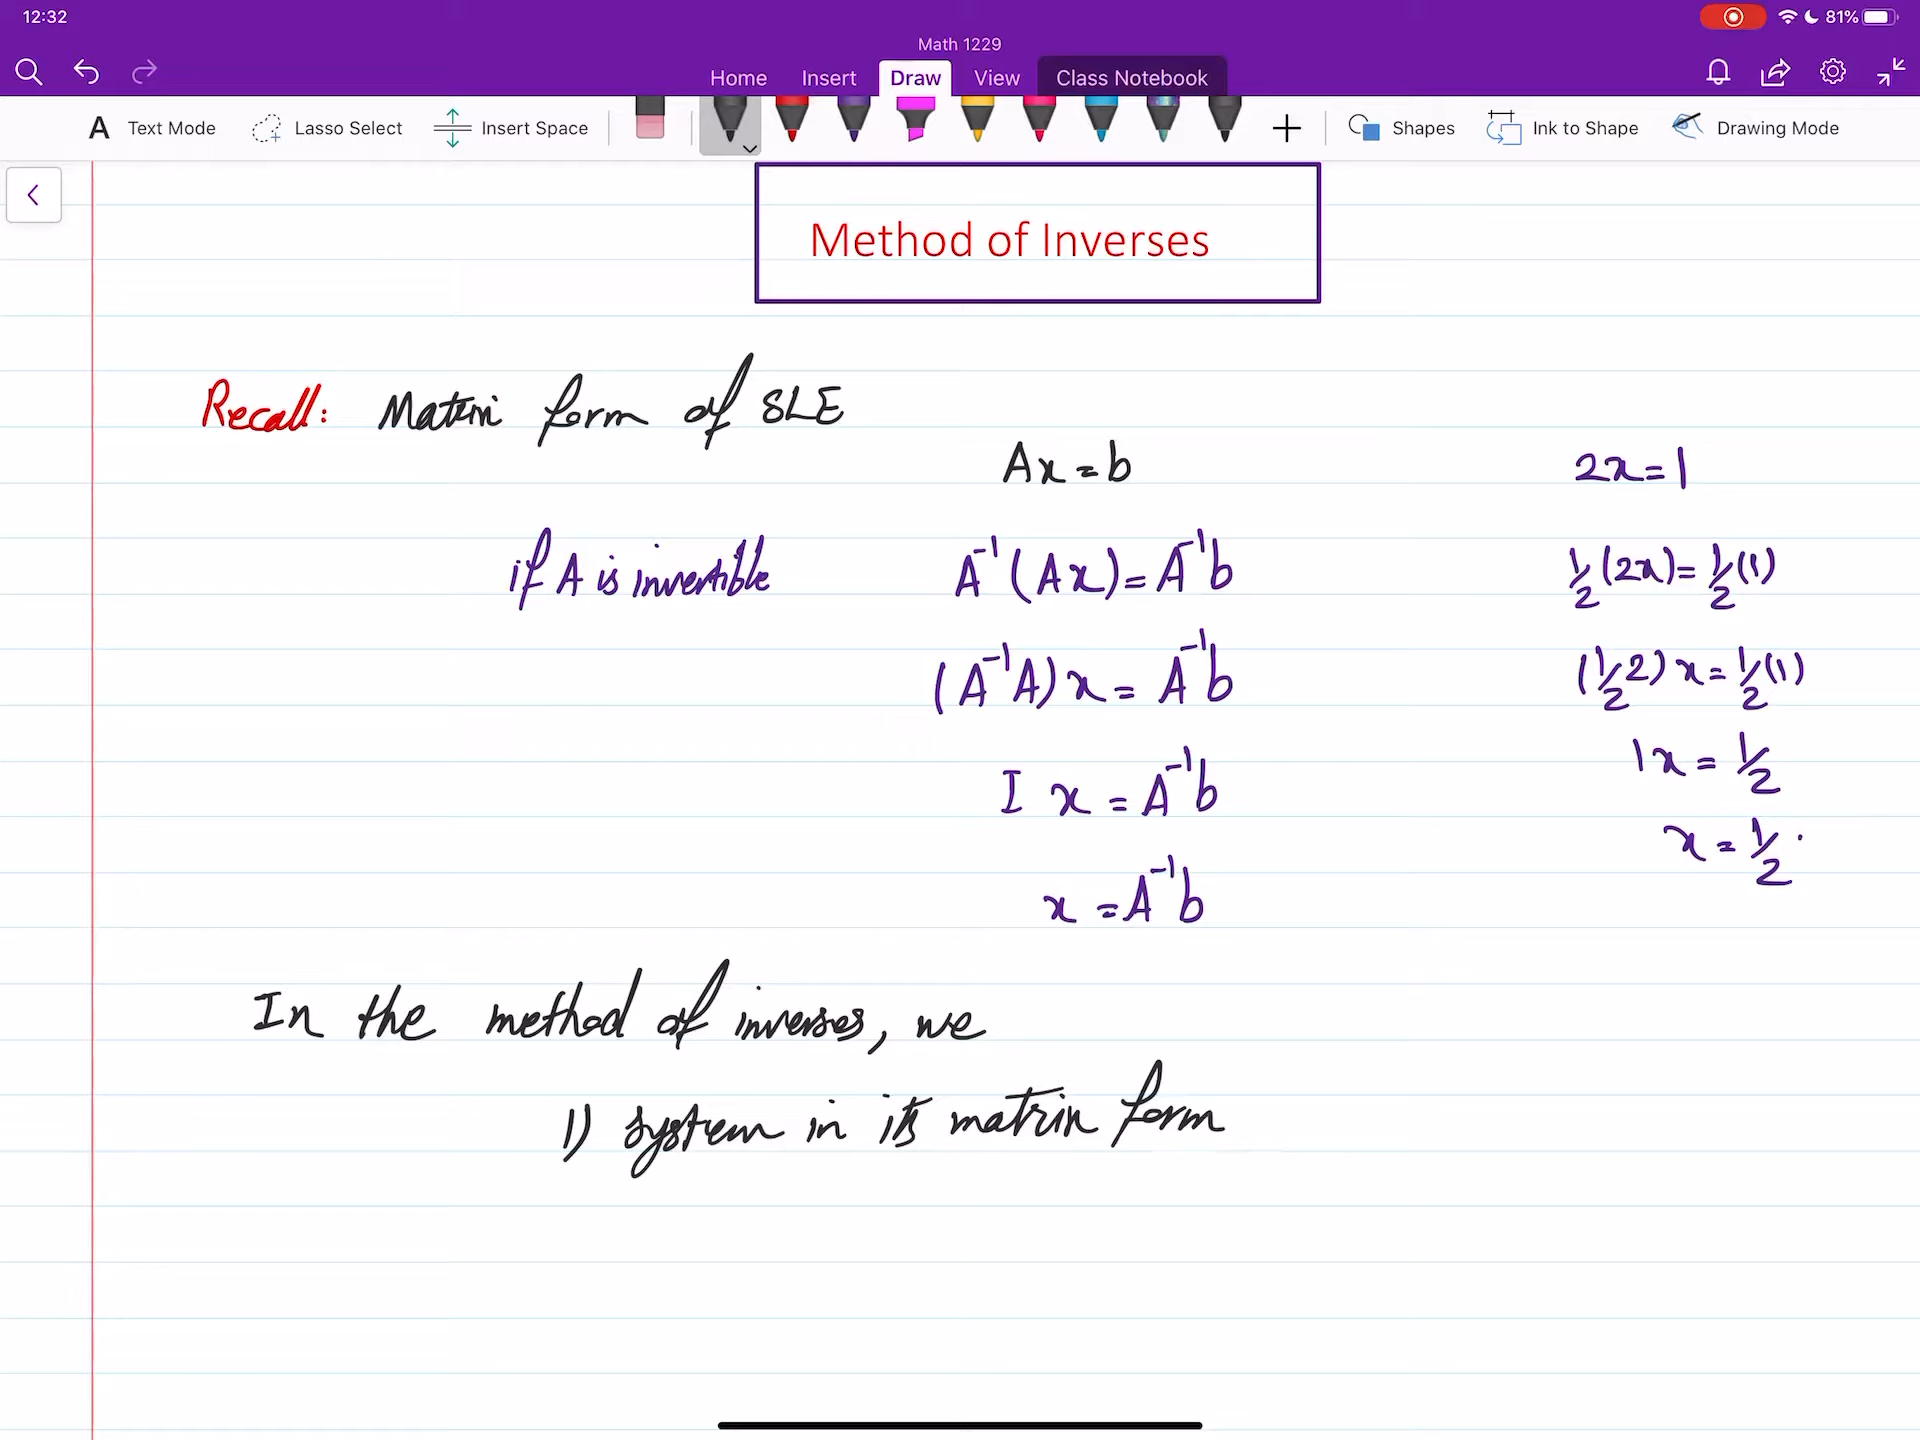 12:32
81%
Math 1229
Home Insert Draw View Class Notebook
A Text Mode Lasso Select Insert Space Shapes Ink to Shape Drawing Mode
Method of Inverses
Recall: Matrix form of SLE
Ax = b
2x = 1
if A is invertible A⁻¹(Ax) = A⁻¹b
1/2 (2x) = 1/2 (1)
(A⁻¹A)x = A⁻¹b
(1/2 2) x = 1/2 (1)
I x = A⁻¹b
1x = 1/2
x = A⁻¹b
x = 1/2.
In the method of inverses, we
1) system in its matrix form